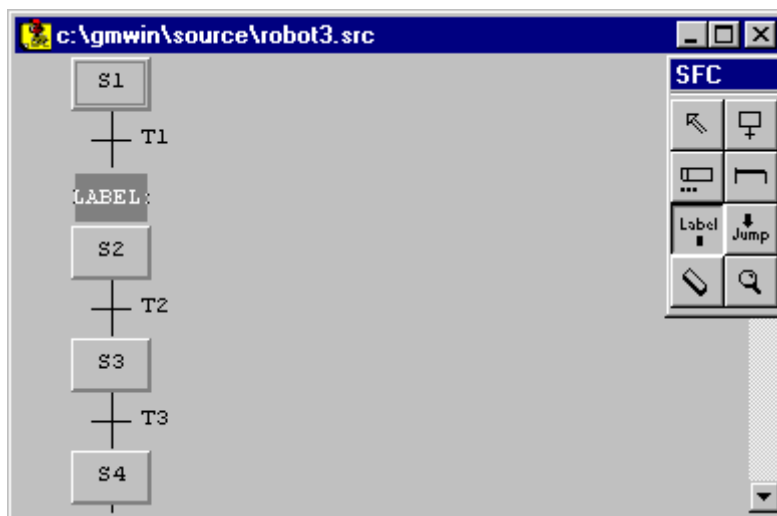 c:\gmwin\source\robot3.src
S1
T1
LABEL:
S2
T2
S3
T3
S4
SFC
Label
Jump